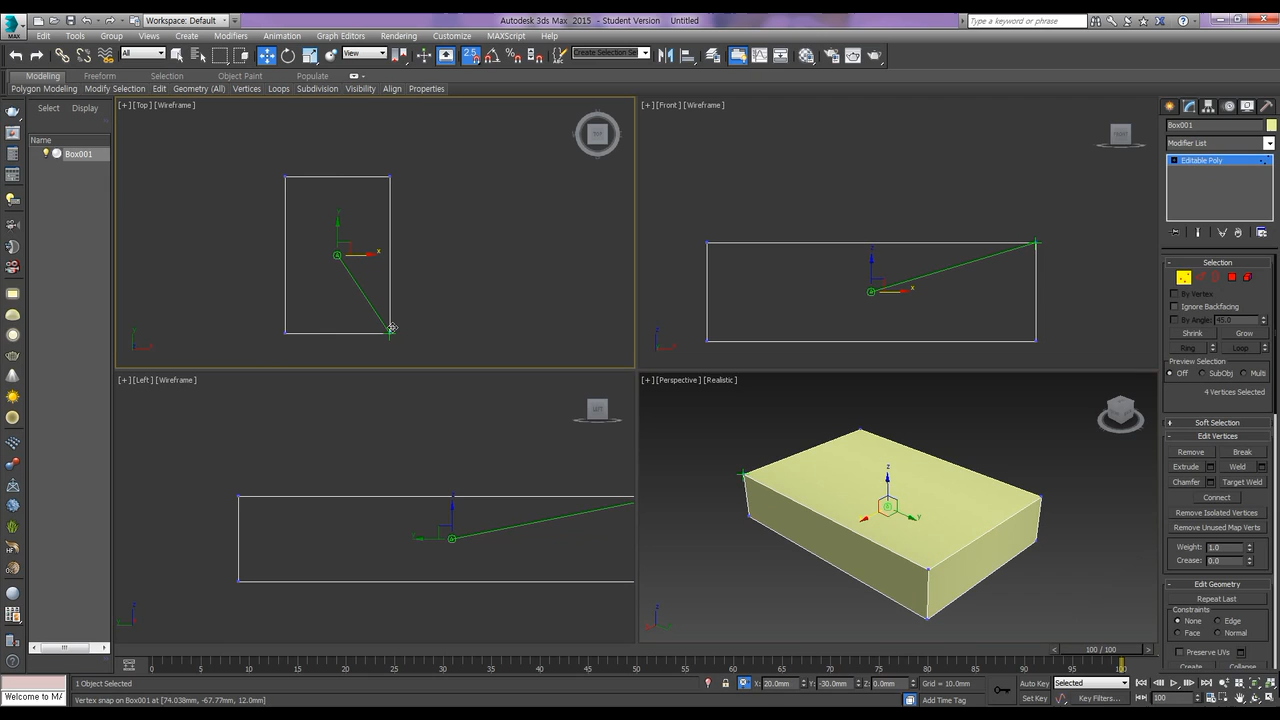 Workspace: Default
Autodesk 3ds Max 2015 - Student Version Untitled
Type a keyword or phrase
MAX
Edit Tools Group Views Create Modifiers Animation Graph Editors Rendering Customize MAXScript Help
All View 2.5 Create Selection Se
Modeling Freeform Selection Object Paint Populate
Polygon Modeling Modify Selection Edit Geometry (All) Vertices Loops Subdivision Visibility Align Properties
Select Display
Name
Box001
[+] [Top] [Wireframe]
TOP
x
[+] [Front] [Wireframe]
FRONT
z
x
[+] [Left] [Wireframe]
LEFT
[+] [Perspective] [Realistic]
z
y
Box001
Modifier List
Editable Poly
Selection
By Vertex
Ignore Backfacing
By Angle: 45.0
Shrink Grow
Ring Loop
Preview Selection
Off SubObj Multi
4 Vertices Selected
Soft Selection
Edit Vertices
Remove Break
Extrude Weld
Chamfer Target Weld
Connect
Remove Isolated Vertices
Remove Unused Map Verts
Weight: 1.0
Crease: 0.0
Edit Geometry
Repeat Last
Constraints
None Edge
Face Normal
Preserve UVs
Create Collapse
100 / 100
0 5 10 15 20 25 30 35 40 45 50 55 60 65 70 75 80 85 90 95 100
1 Object Selected
X: 20.0mm Y: -30.0mm Z: 0.0mm Grid = 10.0mm
Auto Key Selected
Welcome to MA
Vertex snap on Box001 at [74.038mm, -67.77mm, 12.0mm]
Add Time Tag
Set Key Key Filters... 100